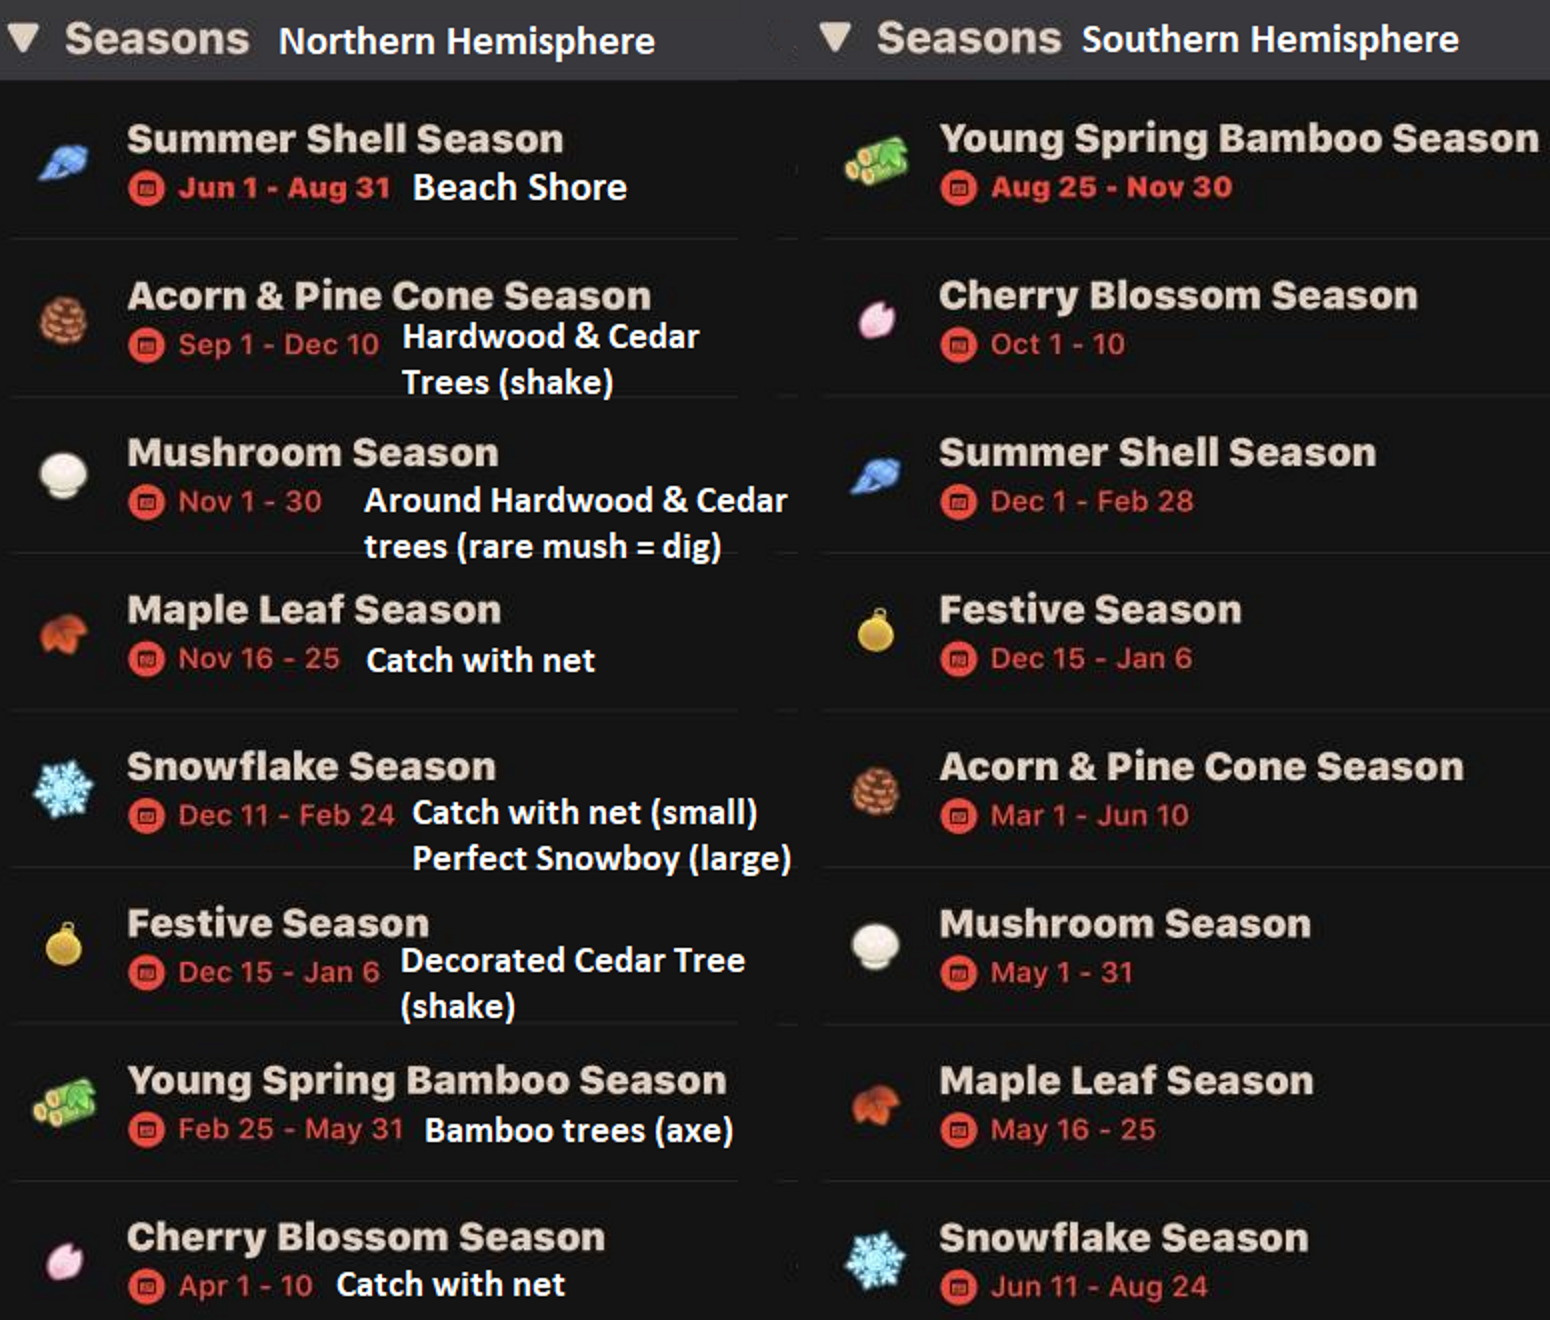 ▼ Seasons Northern Hemisphere
Summer Shell Season
Jun 1 - Aug 31 Beach Shore
Acorn & Pine Cone Season
Sep 1 - Dec 10 Hardwood & Cedar
Trees (shake)
Mushroom Season
Nov 1 - 30 Around Hardwood & Cedar
trees (rare mush = dig)
Maple Leaf Season
Nov 16 - 25 Catch with net
Snowflake Season
Dec 11 - Feb 24 Catch with net (small)
Perfect Snowboy (large)
Festive Season
Dec 15 - Jan 6 Decorated Cedar Tree
(shake)
Young Spring Bamboo Season
Feb 25 - May 31 Bamboo trees (axe)
Cherry Blossom Season
Apr 1 - 10 Catch with net
▼ Seasons Southern Hemisphere
Young Spring Bamboo Season
Aug 25 - Nov 30
Cherry Blossom Season
Oct 1 - 10
Summer Shell Season
Dec 1 - Feb 28
Festive Season
Dec 15 - Jan 6
Acorn & Pine Cone Season
Mar 1 - Jun 10
Mushroom Season
May 1 - 31
Maple Leaf Season
May 16 - 25
Snowflake Season
Jun 11 - Aug 24